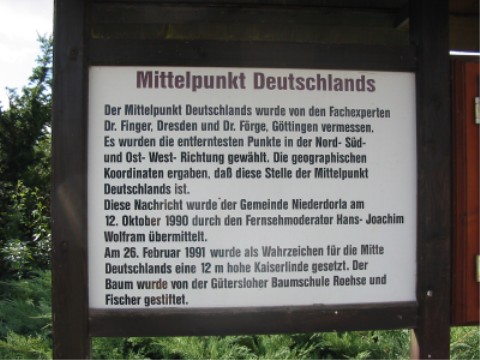 Mittelpunkt Deutschlands
Der Mittelpunkt Deutschlands wurde von den Fachexperten
Dr. Finger, Dresden und Dr. Förge, Göttingen vermessen.
Es wurden die entferntesten Punkte in der Nord- Süd-
und Ost- West- Richtung gewählt. Die geographischen
Koordinaten ergaben, daß diese Stelle der Mittelpunkt
Deutschlands ist.
Diese Nachricht wurde der Gemeinde Niederdorla am
12. Oktober 1990 durch den Fernsehmoderator Hans- Joachim
Wolfram übermittelt.
Am 26. Februar 1991 wurde als Wahrzeichen für die Mitte
Deutschlands eine 12 m hohe Kaiserlinde gesetzt. Der
Baum wurde von der Gütersloher Baumschule Roehse und
Fischer gestiftet.